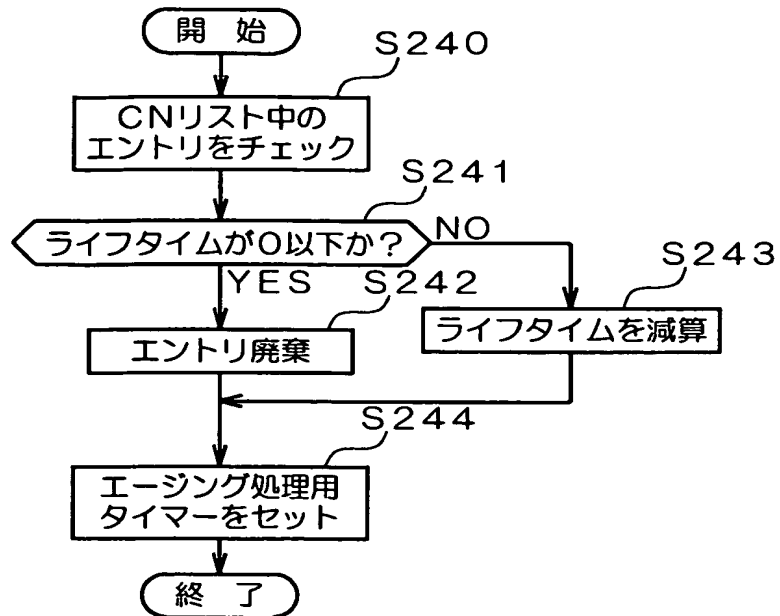 開 始
S240
CNリスト中の
エントリをチェック
S241
ライフタイムが0以下か?
NO
YES
S242
S243
エントリ廃棄
ライフタイムを減算
S244
エージング処理用
タイマーをセット
終 了